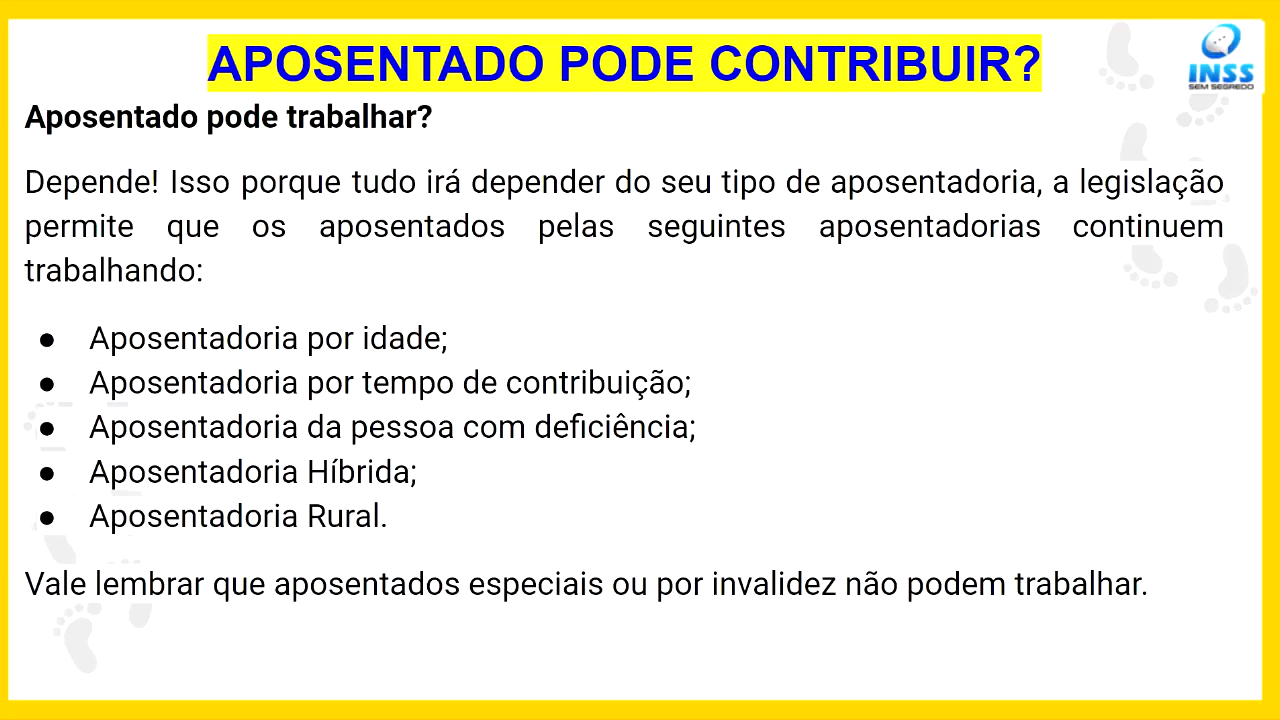 APOSENTADO PODE CONTRIBUIR?
INSS
SEM SEGREDO
Aposentado pode trabalhar?
Depende! Isso porque tudo irá depender do seu tipo de aposentadoria, a legislação
permite que os aposentados pelas seguintes aposentadorias continuem
trabalhando:
● Aposentadoria por idade;
● Aposentadoria por tempo de contribuição;
● Aposentadoria da pessoa com deficiência;
● Aposentadoria Híbrida;
● Aposentadoria Rural.
Vale lembrar que aposentados especiais ou por invalidez não podem trabalhar.